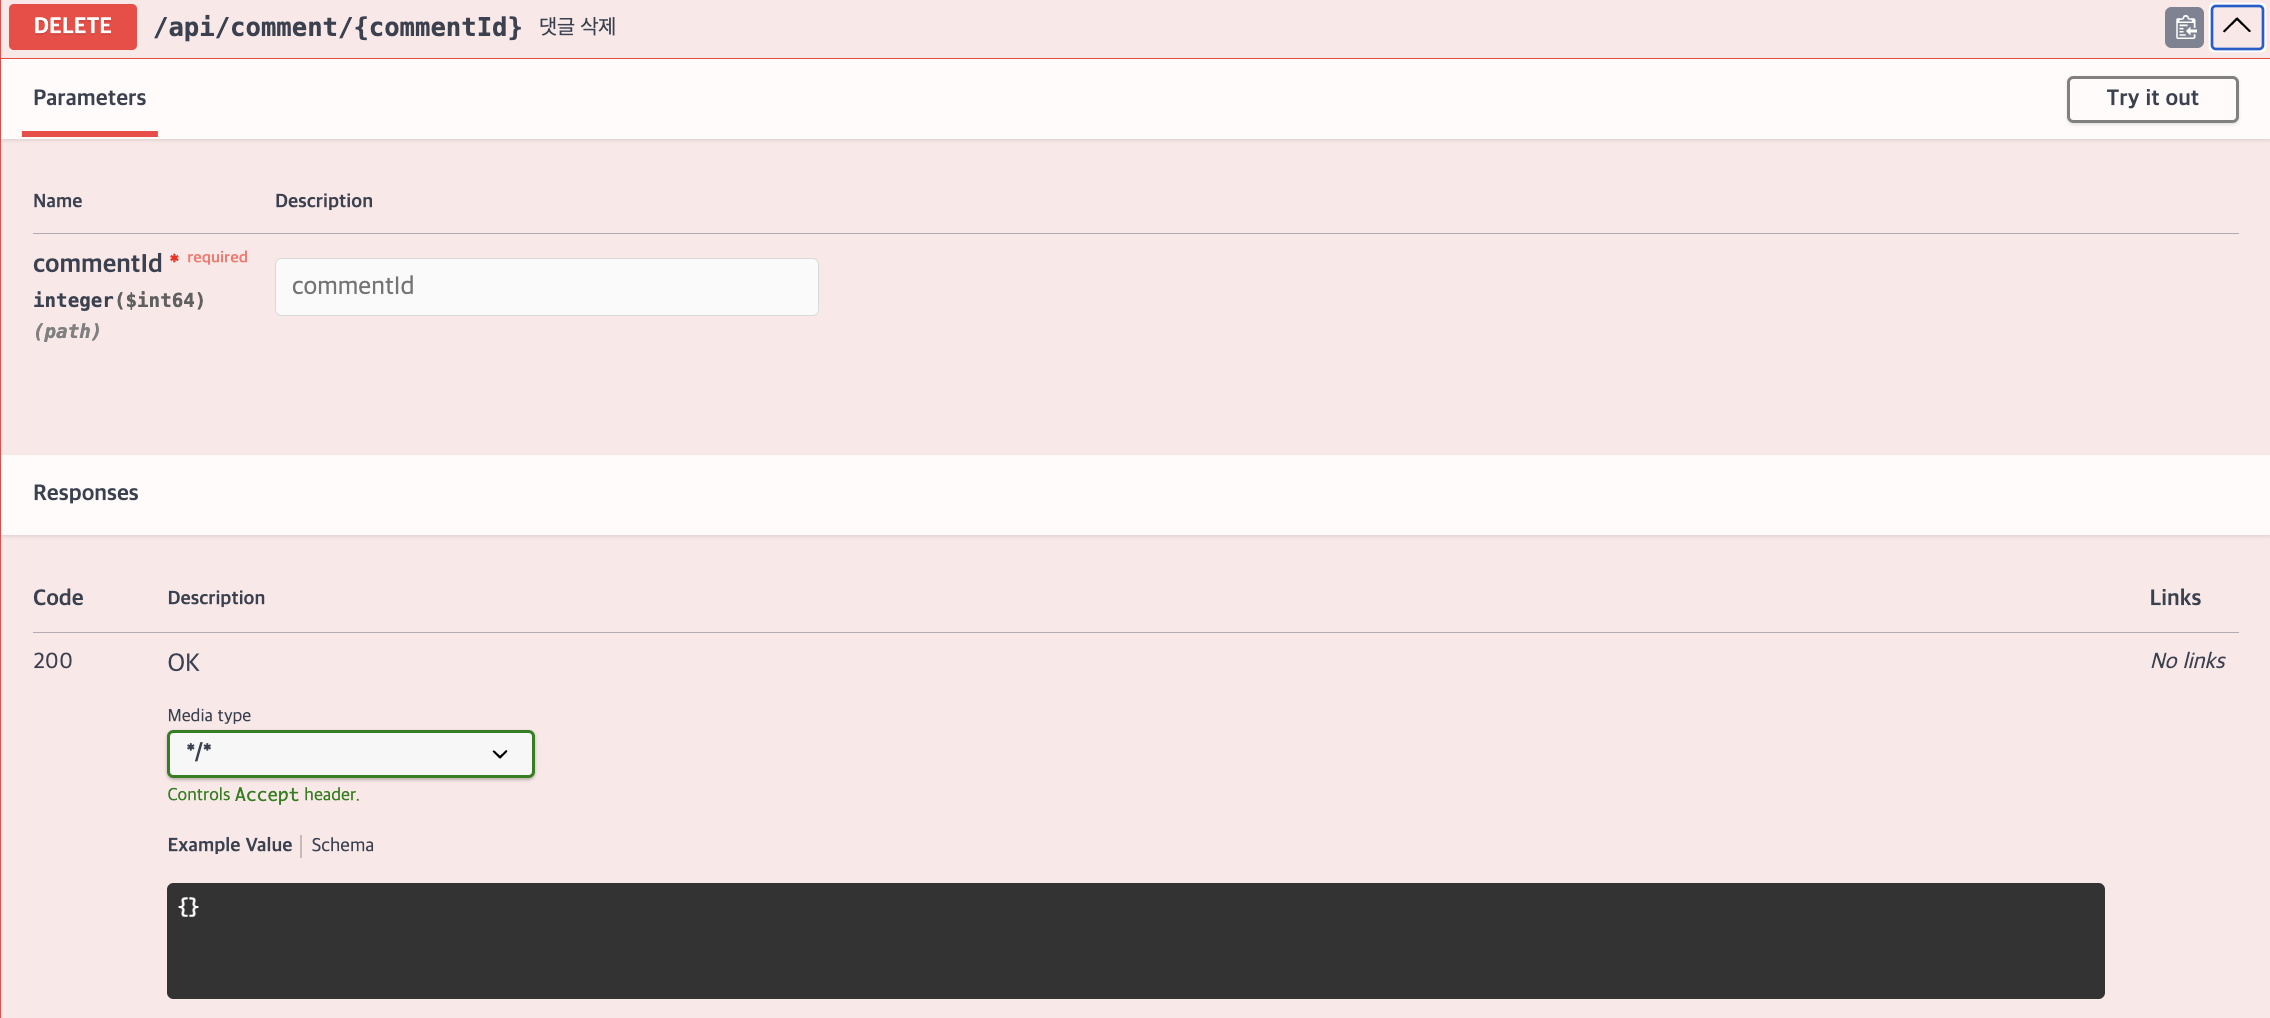 DELETE /api/comment/{commentId} 댓글 삭제
Parameters
Try it out
Name Description
commentId * required
integer($int64)
(path)
commentId
Responses
Code Description Links
200 OK No links
Media type
*/*
Controls Accept header.
Example Value | Schema
{}